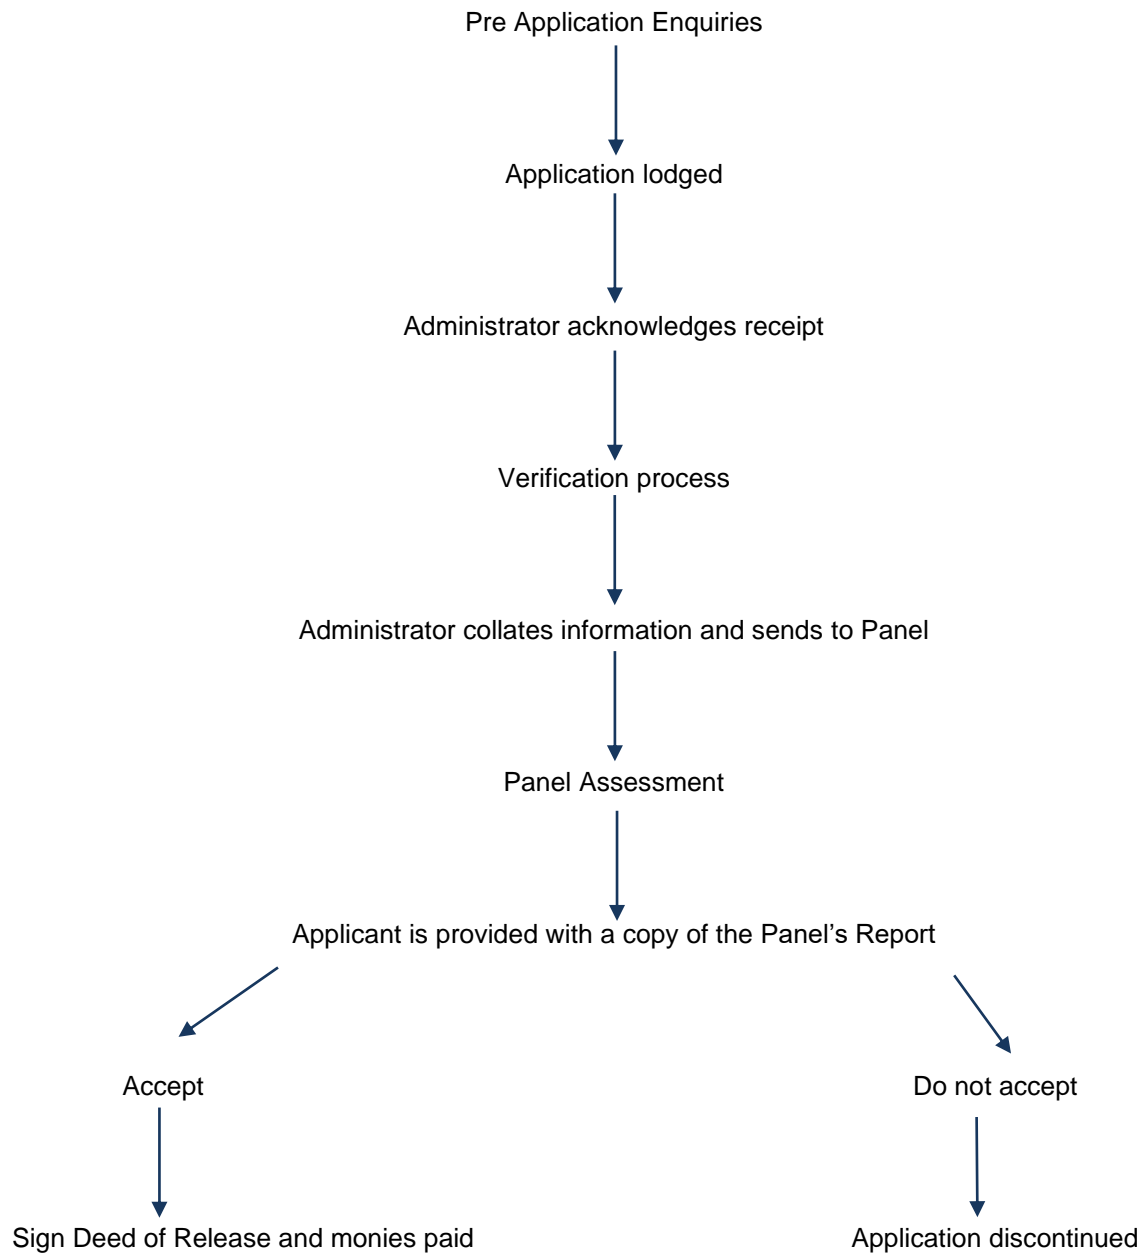 Pre Application Enquiries
Application lodged
Administrator acknowledges receipt
Verification process
Administrator collates information and sends to Panel
Panel Assessment
Applicant is provided with a copy of the Panel’s Report
Accept
Do not accept
Sign Deed of Release and monies paid
Application discontinued